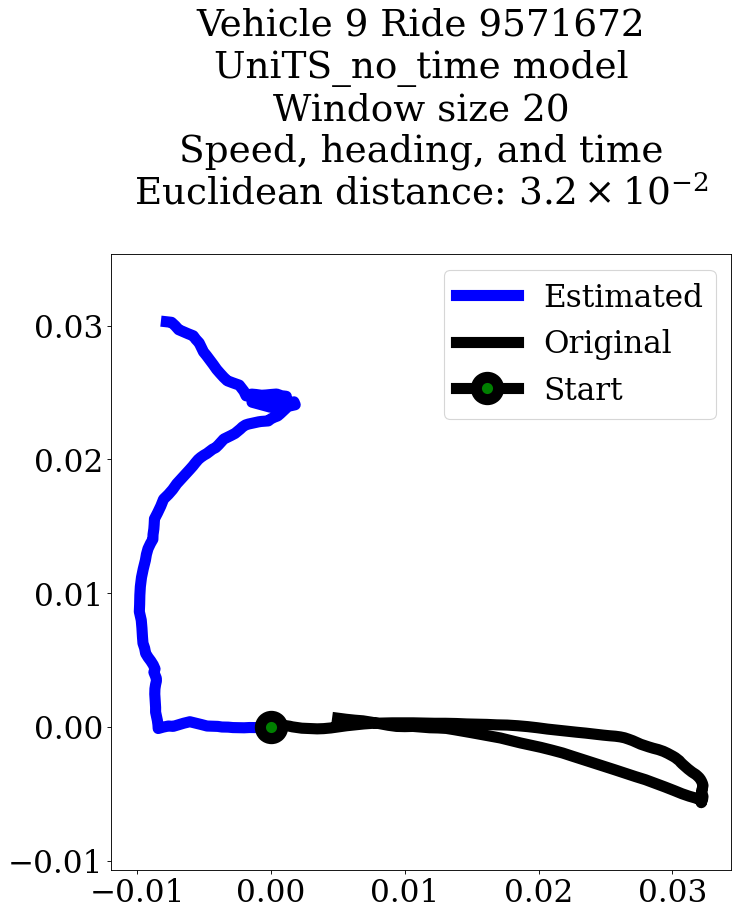 Vehicle 9 Ride 9571672
UniTS_no_time model
Window size 20
Speed, heading, and time
Euclidean distance: 3.2 × 10⁻²
Estimated
Original
Start
0.03
0.02
0.01
0.00
−0.01
−0.01 0.00 0.01 0.02 0.03